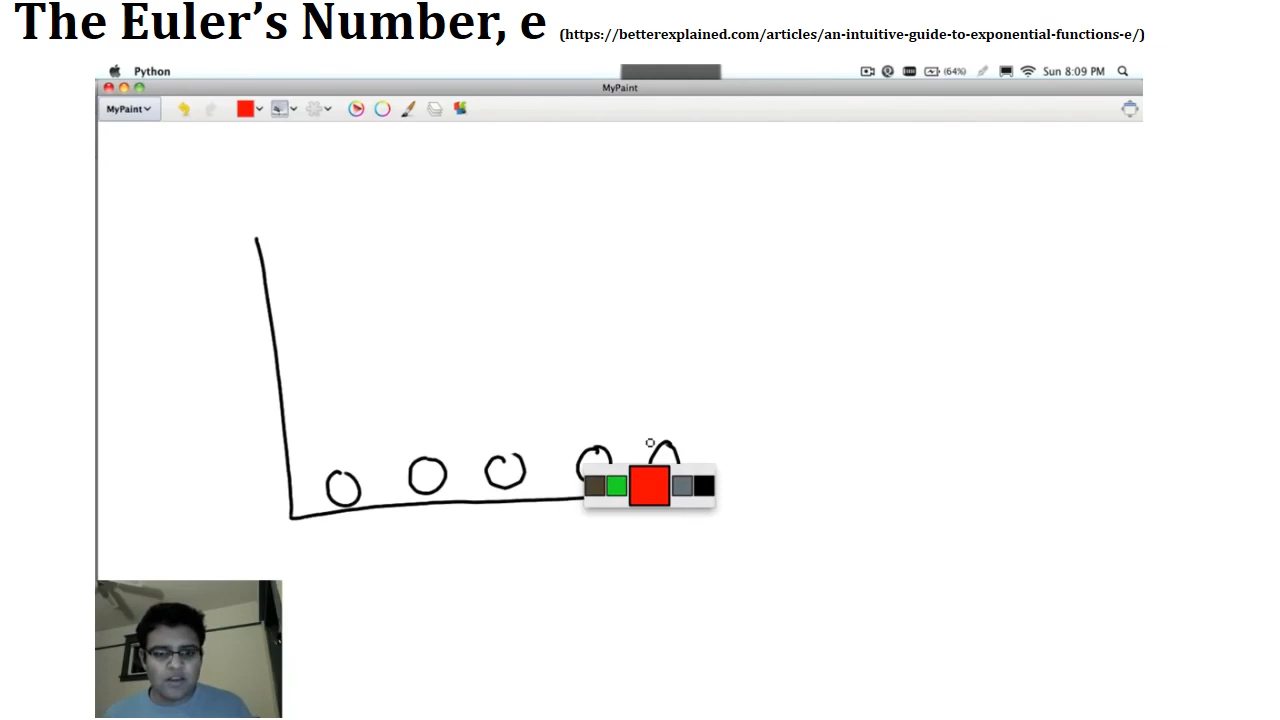 The Euler’s Number, e (https://betterexplained.com/articles/an-intuitive-guide-to-exponential-functions-e/)
Python (64%) Sun 8:09 PM
MyPaint
MyPaint